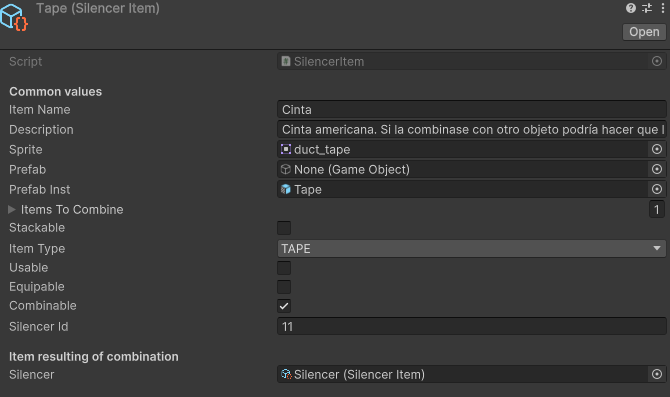 Tape (Silencer Item)
Open
Script SilencerItem
Common values
Item Name Cinta
Description Cinta americana. Si la combinase con otro objeto podría hacer que l
Sprite duct_tape
Prefab None (Game Object)
Prefab Inst Tape
Items To Combine 1
Stackable
Item Type TAPE
Usable
Equipable
Combinable
Silencer Id 11
Item resulting of combination
Silencer Silencer (Silencer Item)